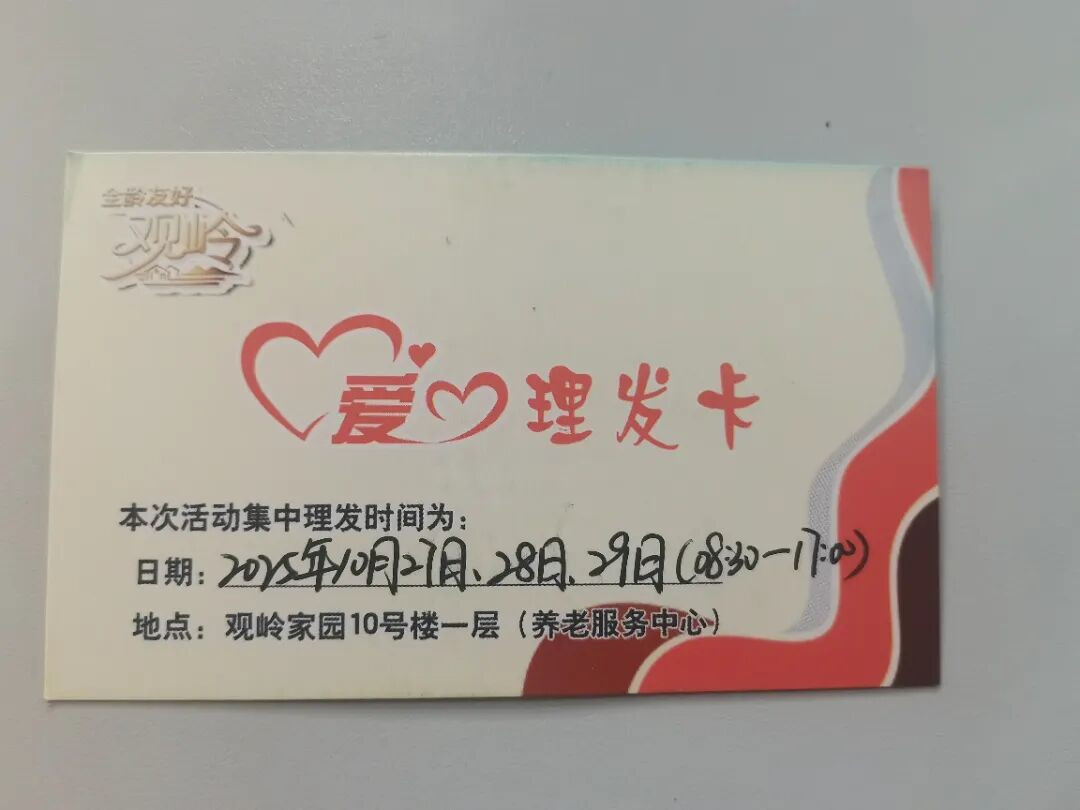 全龄友好
观岭
爱 理发卡
本次活动集中理发时间为：
日期：2025年10月27日、28日、29日（08:30—17:00）
地点：观岭家园10号楼一层（养老服务中心）